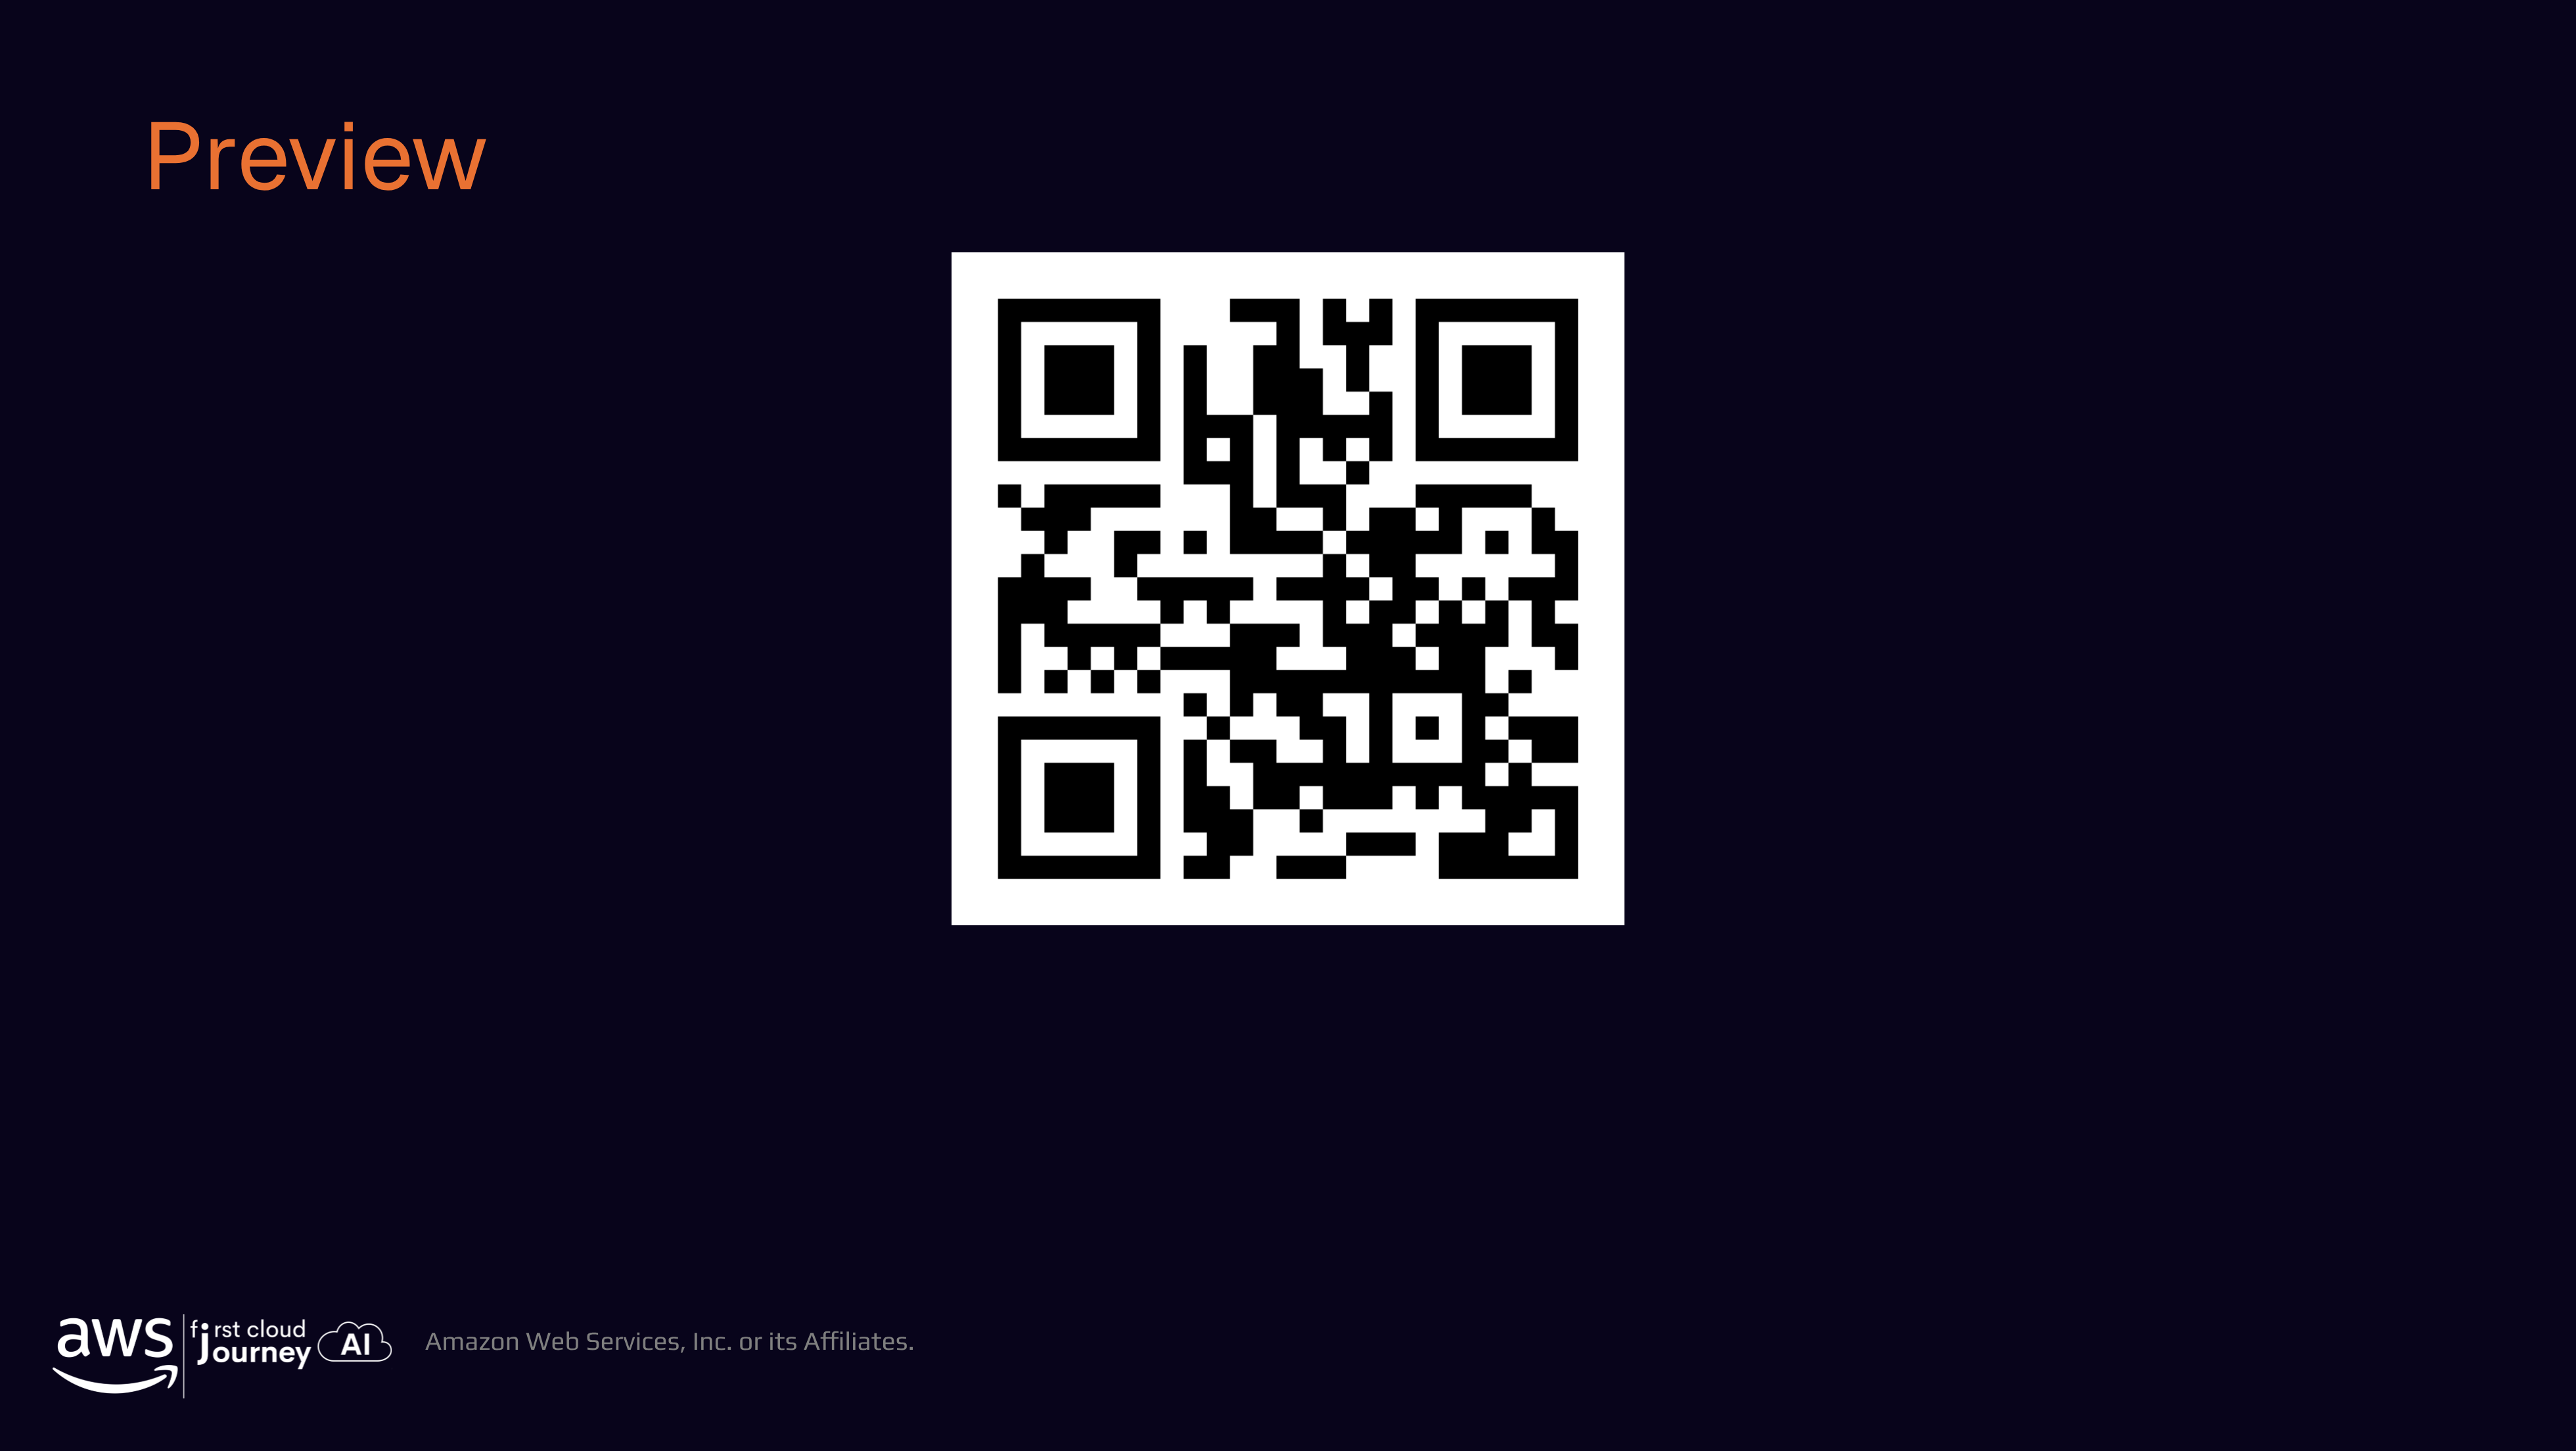 Preview
aws
first cloud
journey
AI
Amazon Web Services, Inc. or its Affiliates.